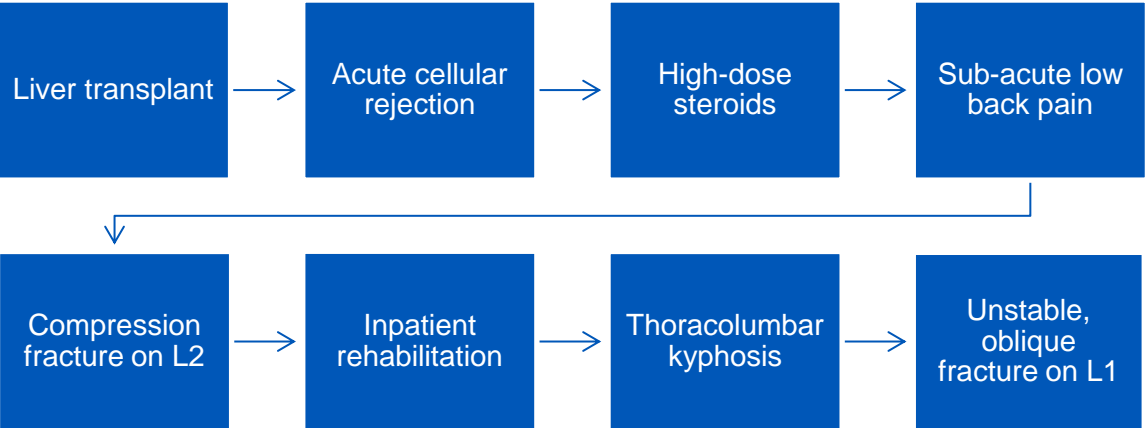 Liver transplant
Acute cellular
rejection
High-dose
steroids
Sub-acute low
back pain
Compression
fracture on L2
Inpatient
rehabilitation
Thoracolumbar
kyphosis
Unstable,
oblique
fracture on L1